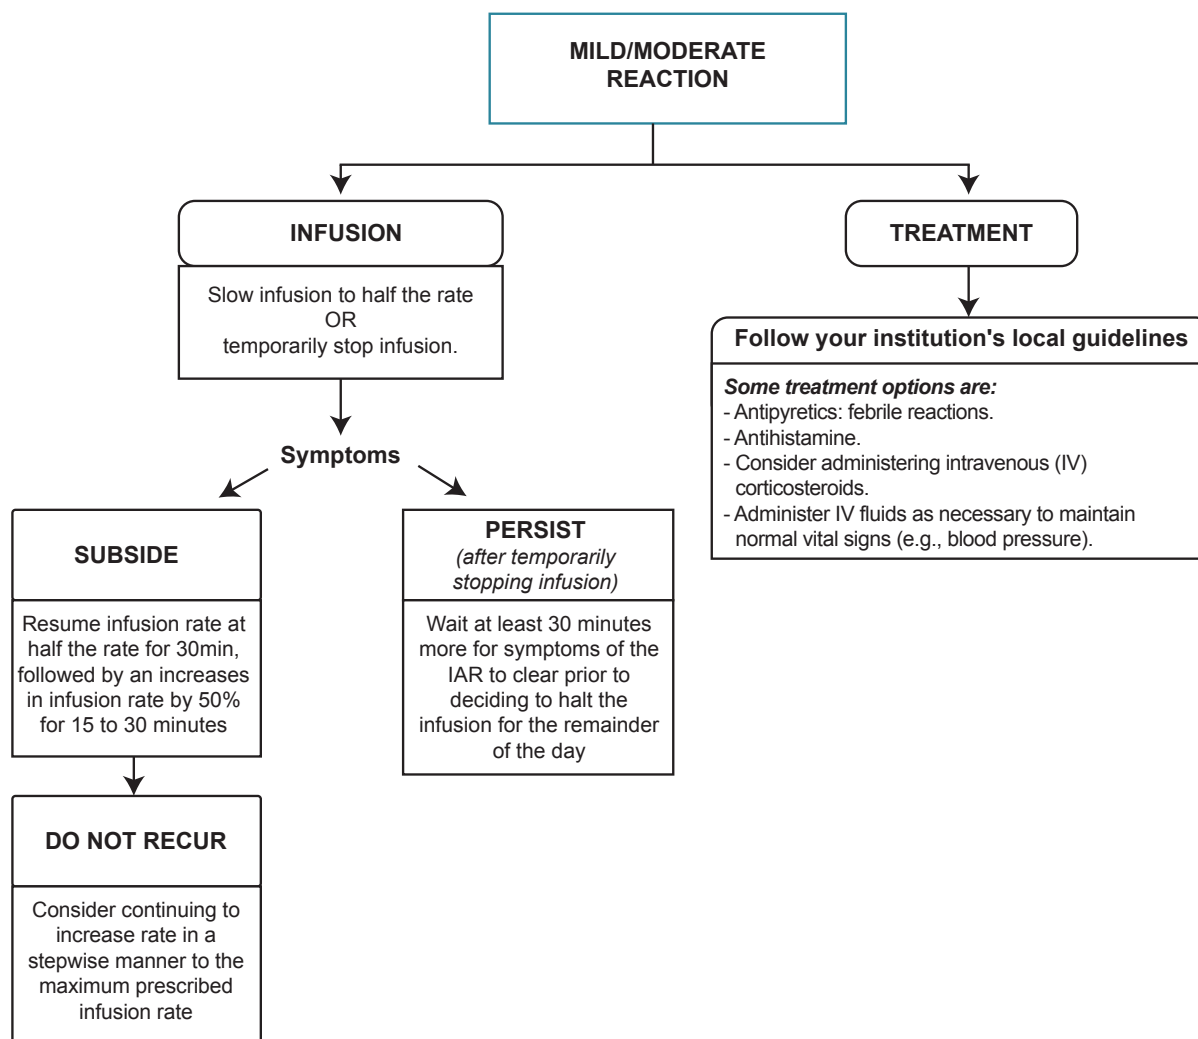 MILD/MODERATE
REACTION
INFUSION
Slow infusion to half the rate
OR
temporarily stop infusion.
Symptoms
SUBSIDE
Resume infusion rate at
half the rate for 30min,
followed by an increases
in infusion rate by 50%
for 15 to 30 minutes
DO NOT RECUR
Consider continuing to
increase rate in a
stepwise manner to the
maximum prescribed
infusion rate
PERSIST
(after temporarily
stopping infusion)
Wait at least 30 minutes
more for symptoms of the
IAR to clear prior to
deciding to halt the
infusion for the remainder
of the day
TREATMENT
Follow your institution's local guidelines
Some treatment options are:
- Antipyretics: febrile reactions.
- Antihistamine.
- Consider administering intravenous (IV)
corticosteroids.
- Administer IV fluids as necessary to maintain
normal vital signs (e.g., blood pressure).